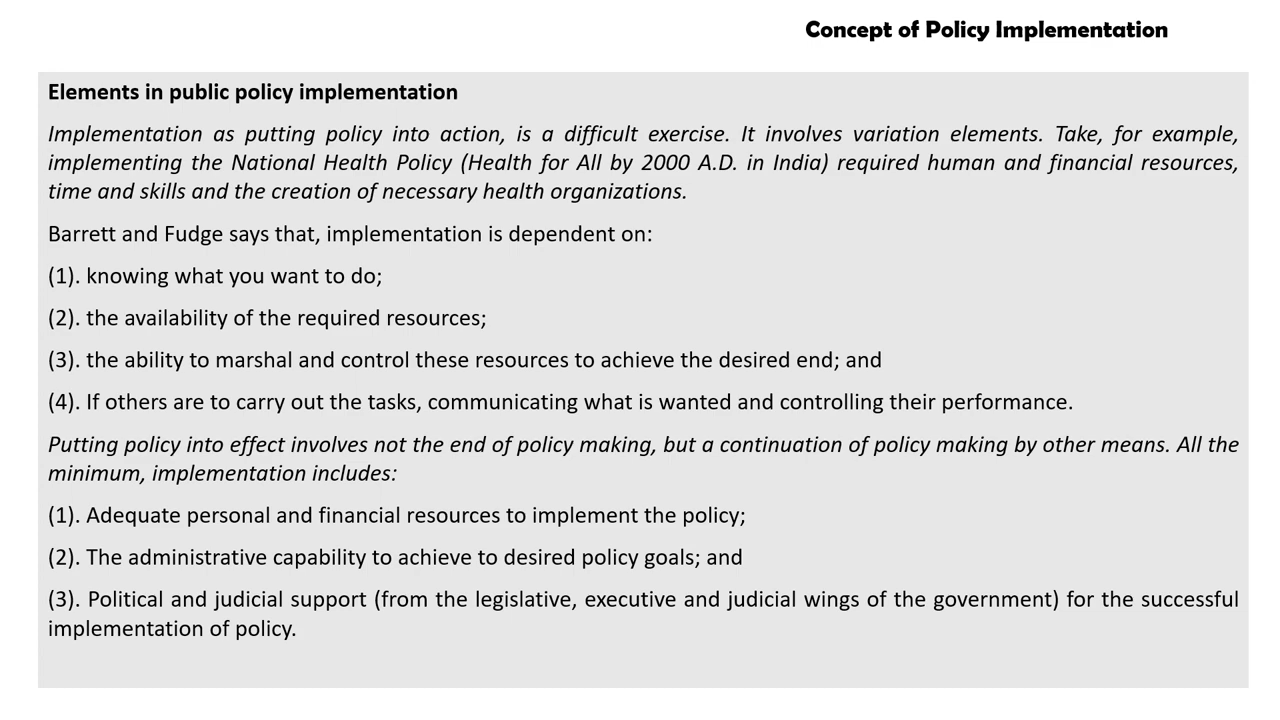 Concept of Policy Implementation
Elements in public policy implementation
Implementation as putting policy into action, is a difficult exercise. It involves variation elements. Take, for example,
implementing the National Health Policy (Health for All by 2000 A.D. in India) required human and financial resources,
time and skills and the creation of necessary health organizations.
Barrett and Fudge says that, implementation is dependent on:
(1). knowing what you want to do;
(2). the availability of the required resources;
(3). the ability to marshal and control these resources to achieve the desired end; and
(4). If others are to carry out the tasks, communicating what is wanted and controlling their performance.
Putting policy into effect involves not the end of policy making, but a continuation of policy making by other means. All the
minimum, implementation includes:
(1). Adequate personal and financial resources to implement the policy;
(2). The administrative capability to achieve to desired policy goals; and
(3). Political and judicial support (from the legislative, executive and judicial wings of the government) for the successful
implementation of policy.